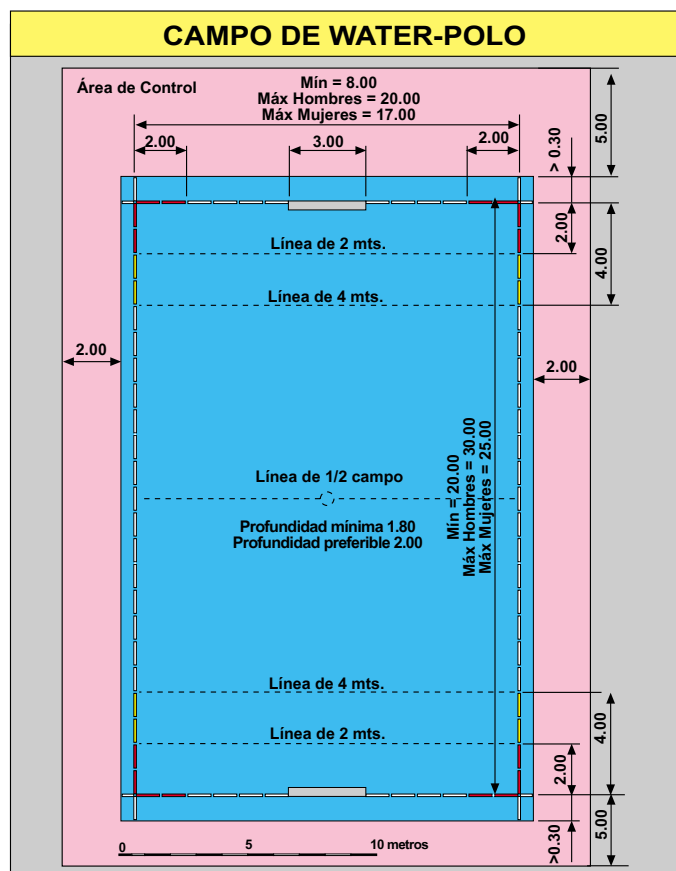 CAMPO DE WATER-POLO
Área de Control
Mín = 8.00
Máx Hombres = 20.00
Máx Mujeres = 17.00
2.00
3.00
2.00
> 0.30
5.00
2.00
4.00
Línea de 2 mts.
Línea de 4 mts.
2.00
2.00
Mín = 20.00
Máx Hombres = 30.00
Máx Mujeres = 25.00
Línea de 1/2 campo
Profundidad mínima 1.80
Profundidad preferible 2.00
Línea de 4 mts.
Línea de 2 mts.
4.00
2.00
>0.30
5.00
0 5 10 metros